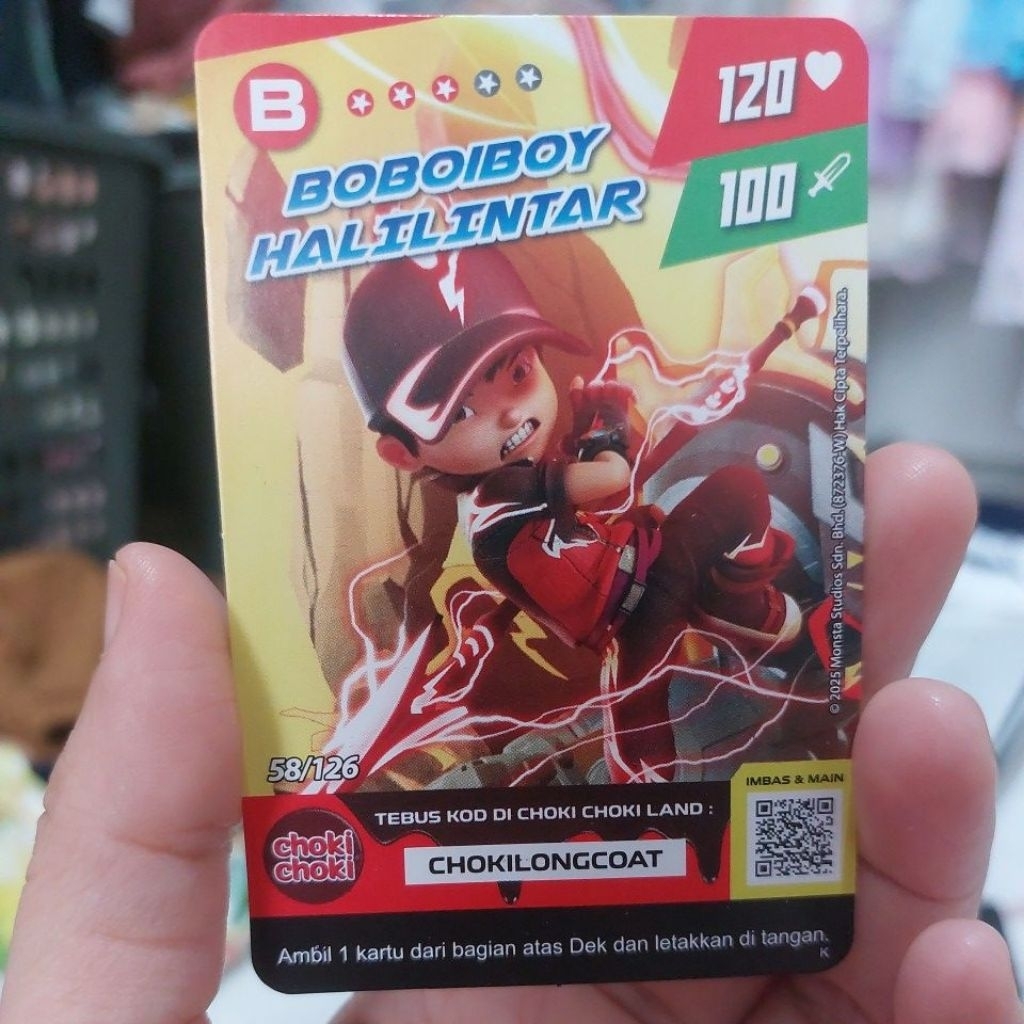 B
120
100
BOBOIBOY
HALILINTAR
© 2025 Monsta Studios Sdn. Bhd. (872376-W) Hak Cipta Terpelihara.
58/126
IMBAS & MAIN
TEBUS KOD DI CHOKI CHOKI LAND :
choki
choki
CHOKILONGCOAT
Ambil 1 kartu dari bagian atas Dek dan letakkan di tangan.
K